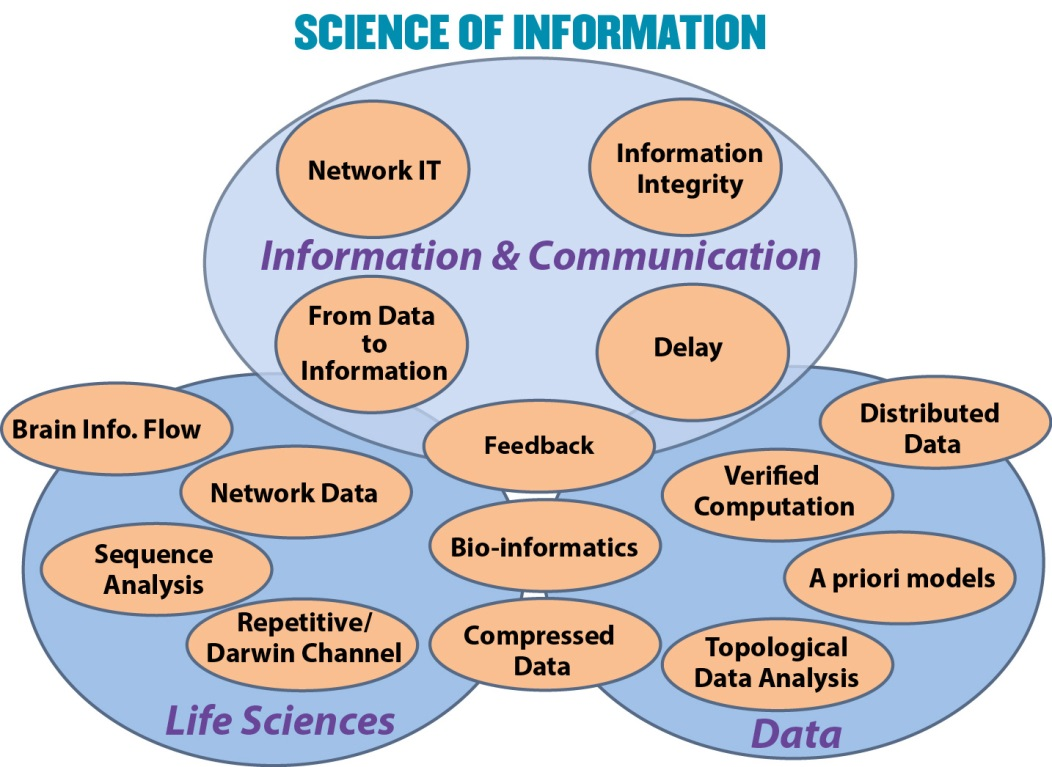 SCIENCE OF INFORMATION
Network IT
Information
Integrity
Information & Communication
From Data
to
Information
Delay
Brain Info. Flow
Feedback
Distributed
Data
Network Data
Verified
Computation
Sequence
Analysis
Bio-informatics
A priori models
Repetitive/
Darwin Channel
Compressed
Data
Topological
Data Analysis
Life Sciences
Data